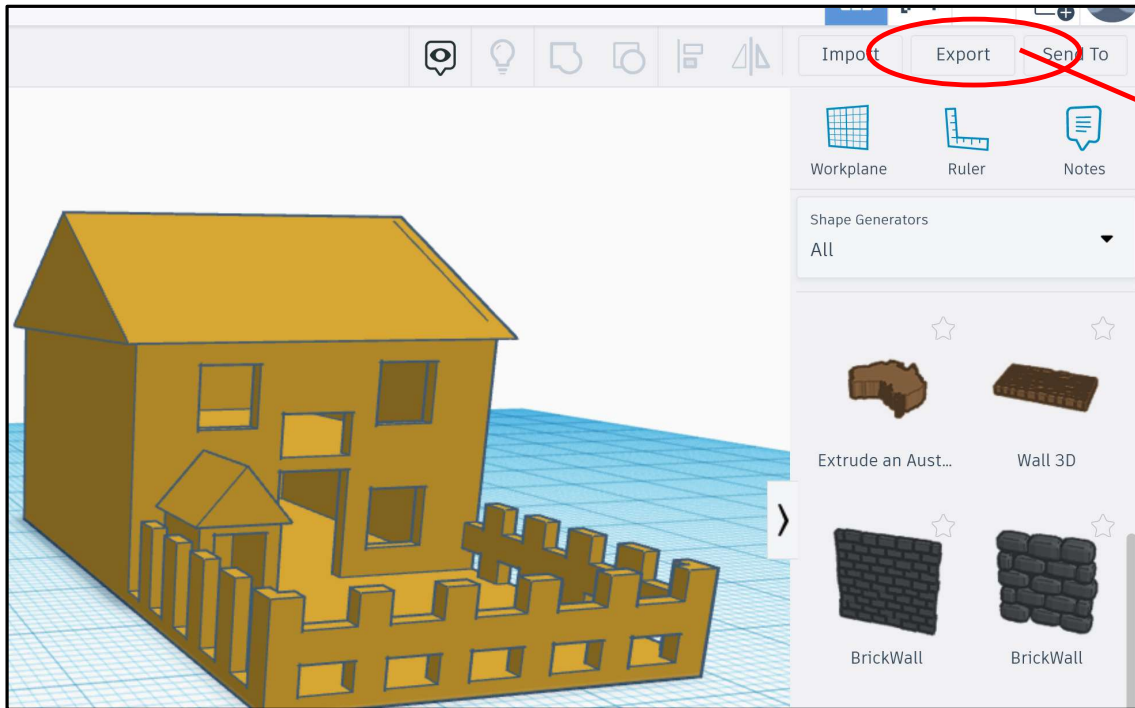 Import Export Send To
Workplane Ruler Notes
Shape Generators
All
Extrude an Aust... Wall 3D
BrickWall BrickWall